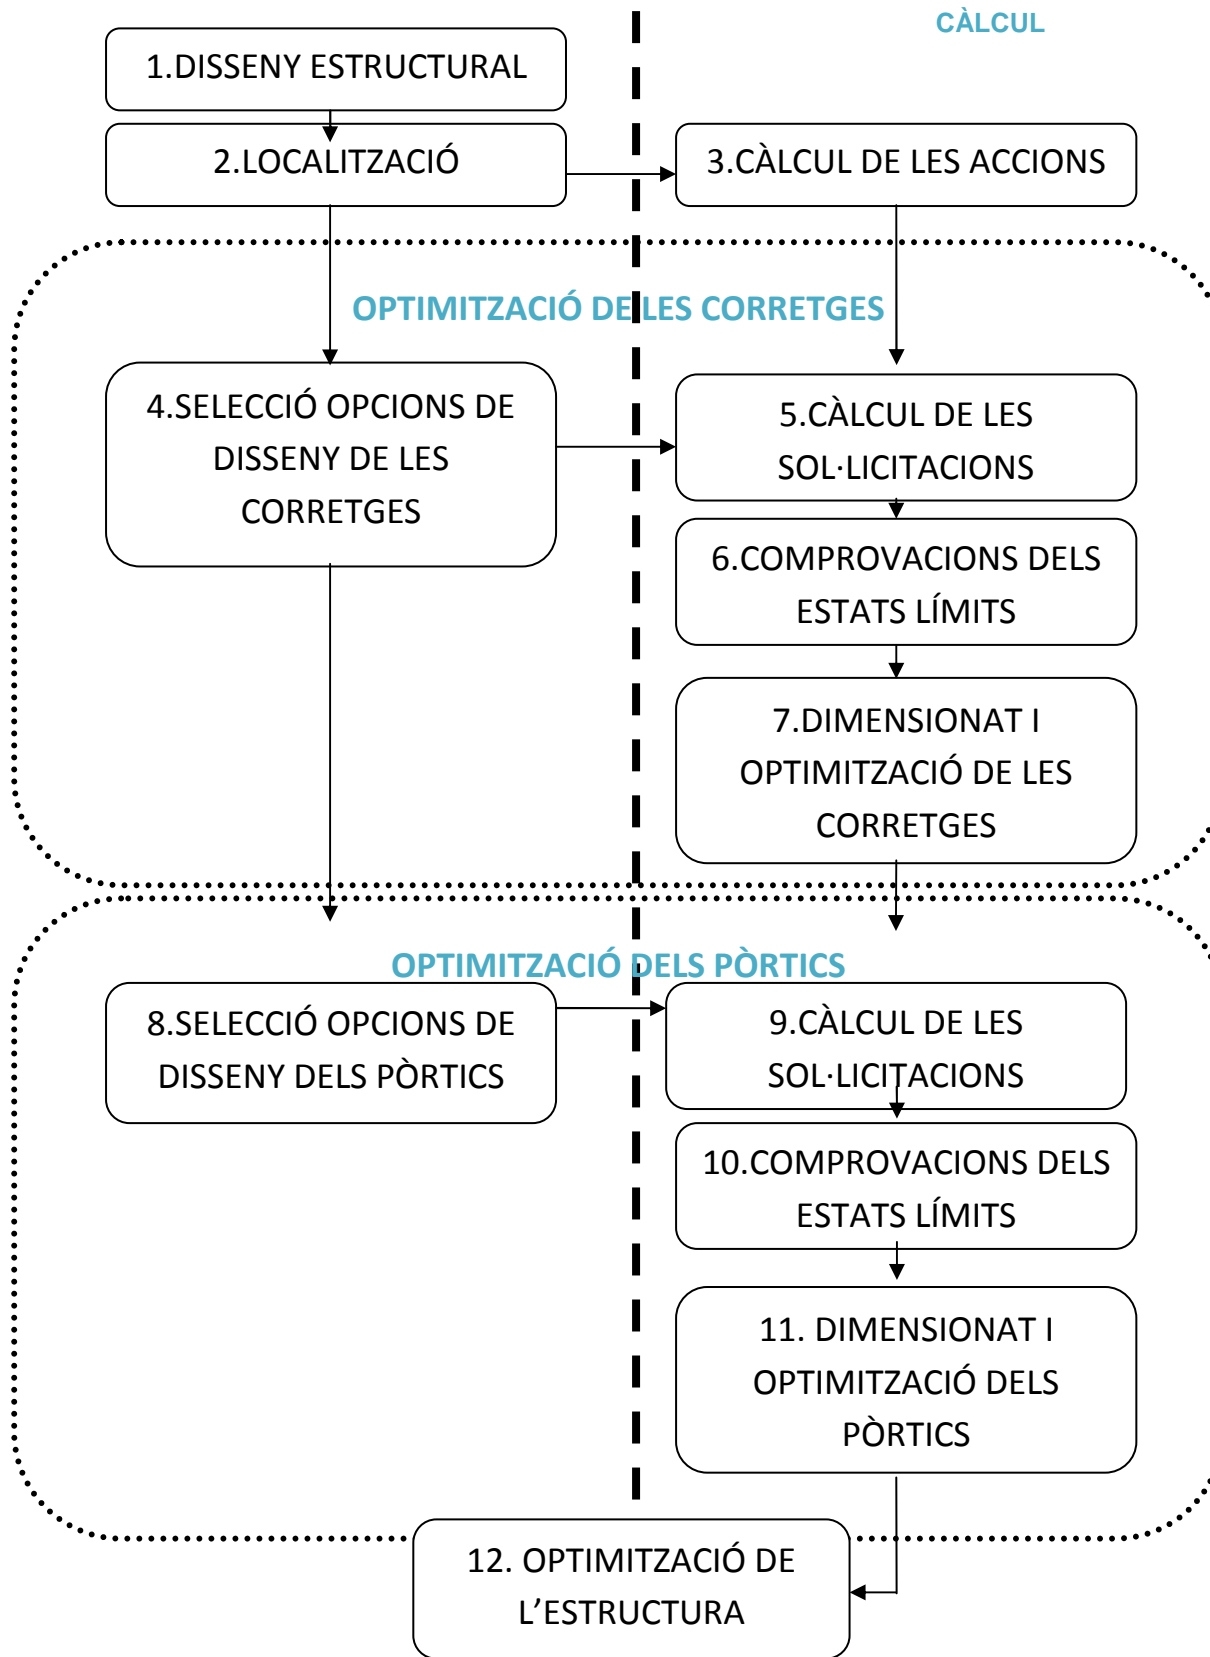 CÀLCUL
1.DISSENY ESTRUCTURAL
2.LOCALITZACIÓ
3.CÀLCUL DE LES ACCIONS
OPTIMITZACIÓ DE LES CORRETGES
4.SELECCIÓ OPCIONS DE
DISSENY DE LES
CORRETGES
5.CÀLCUL DE LES
SOL·LICITACIONS
6.COMPROVACIONS DELS
ESTATS LÍMITS
7.DIMENSIONAT I
OPTIMITZACIÓ DE LES
CORRETGES
OPTIMITZACIÓ DELS PÒRTICS
8.SELECCIÓ OPCIONS DE
DISSENY DELS PÒRTICS
9.CÀLCUL DE LES
SOL·LICITACIONS
10.COMPROVACIONS DELS
ESTATS LÍMITS
11. DIMENSIONAT I
OPTIMITZACIÓ DELS
PÒRTICS
12. OPTIMITZACIÓ DE
L’ESTRUCTURA